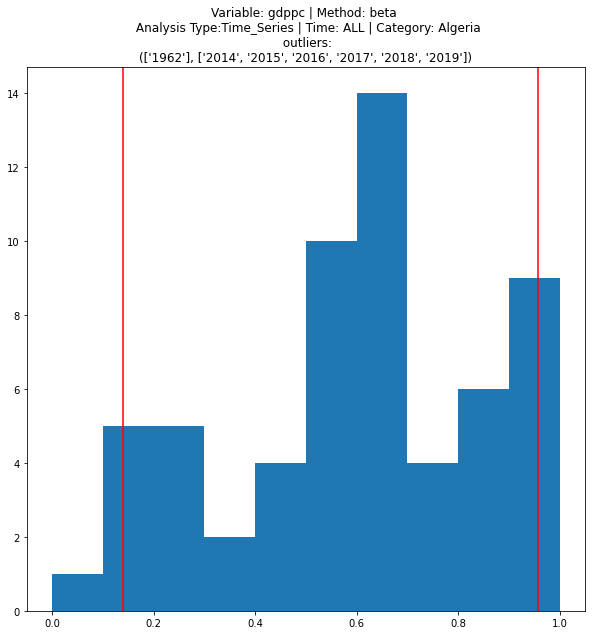 Variable: gdppc | Method: beta
Analysis Type:Time_Series | Time: ALL | Category: Algeria
outliers:
(['1962'], ['2014', '2015', '2016', '2017', '2018', '2019'])
14
12
10
8
6
4
2
0
0.0 0.2 0.4 0.6 0.8 1.0